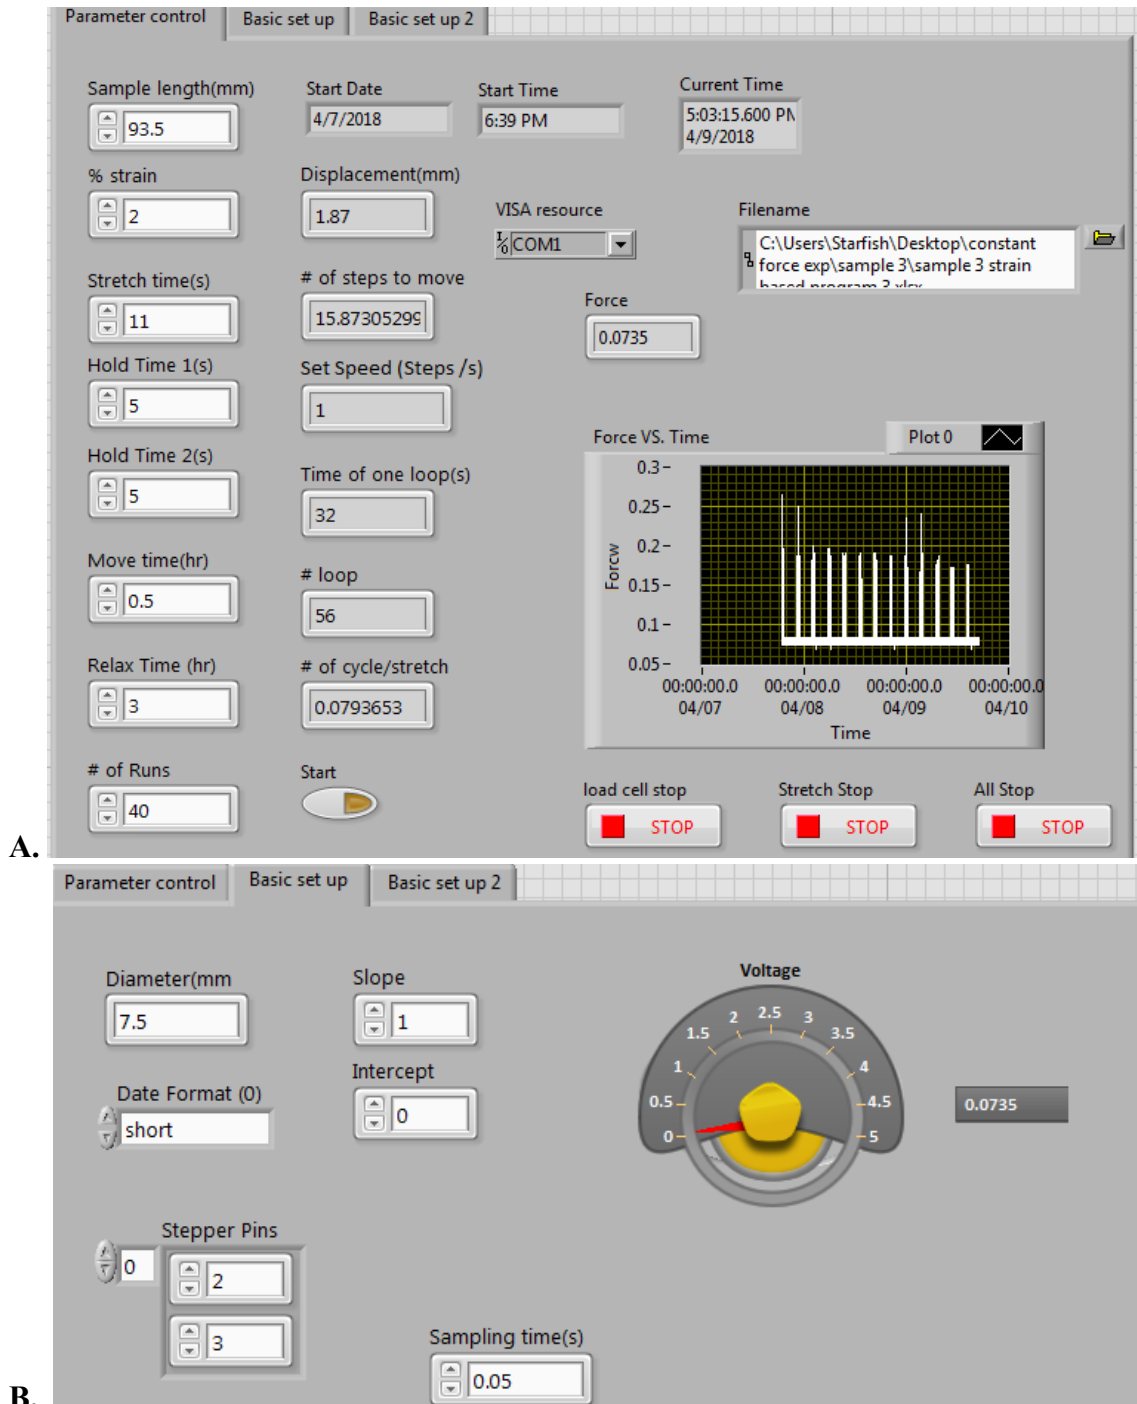 Parameter control Basic set up Basic set up 2
Sample length(mm)
93.5
Start Date
4/7/2018
Start Time
6:39 PM
Current Time
5:03:15.600 PM
4/9/2018
% strain
2
Displacement(mm)
1.87
VISA resource
COM1
Filename
C:\Users\Starfish\Desktop\constant
force exp\sample 3\sample 3 strain
based program 3.xlsx
Stretch time(s)
11
# of steps to move
15.87305299
Force
0.0735
Hold Time 1(s)
5
Set Speed (Steps /s)
1
Hold Time 2(s)
5
Time of one loop(s)
32
Move time(hr)
0.5
# loop
56
Relax Time (hr)
3
# of cycle/stretch
0.0793653
# of Runs
40
Start
Force VS. Time
Plot 0
Forcw
0.3
0.25
0.2
0.15
0.1
0.05
00:00:00.0 00:00:00.0 00:00:00.0 00:00:00.0
04/07 04/08 04/09 04/10
Time
load cell stop Stretch Stop All Stop
STOP STOP STOP
A.
Parameter control Basic set up Basic set up 2
Diameter(mm
7.5
Slope
1
Date Format (0)
short
Intercept
0
Voltage
0
0.5
1
1.5
2
2.5
3
3.5
4
4.5
5
0.0735
Stepper Pins
0
2
3
Sampling time(s)
0.05
B.